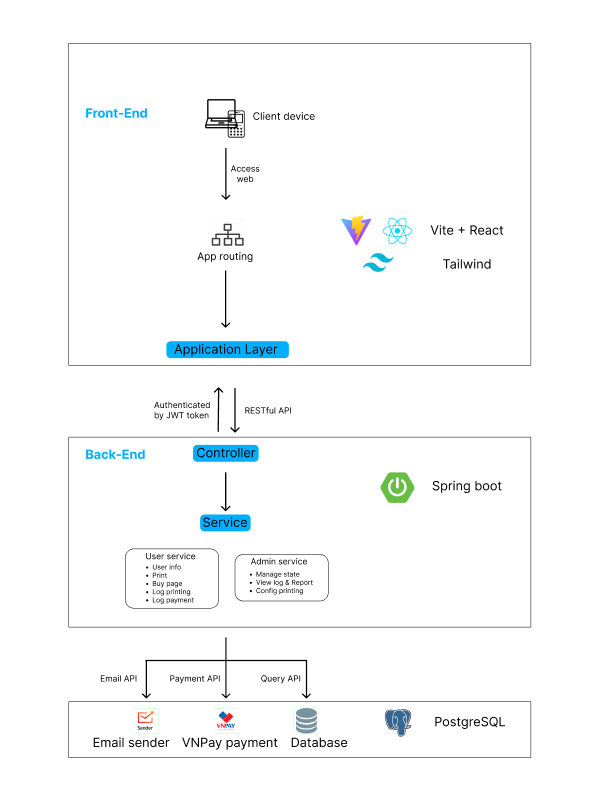 Front-End
Client device
Access
web
App routing
Vite + React
Tailwind
Application Layer
Authenticated
by JWT token
RESTful API
Back-End
Controller
Spring boot
Service
User service
• User info
• Print
• Buy page
• Log printing
• Log payment
Admin service
• Manage state
• View log & Report
• Config printing
Email API
Payment API
Query API
Sender
VNPAY
PostgreSQL
Email sender
VNPay payment
Database